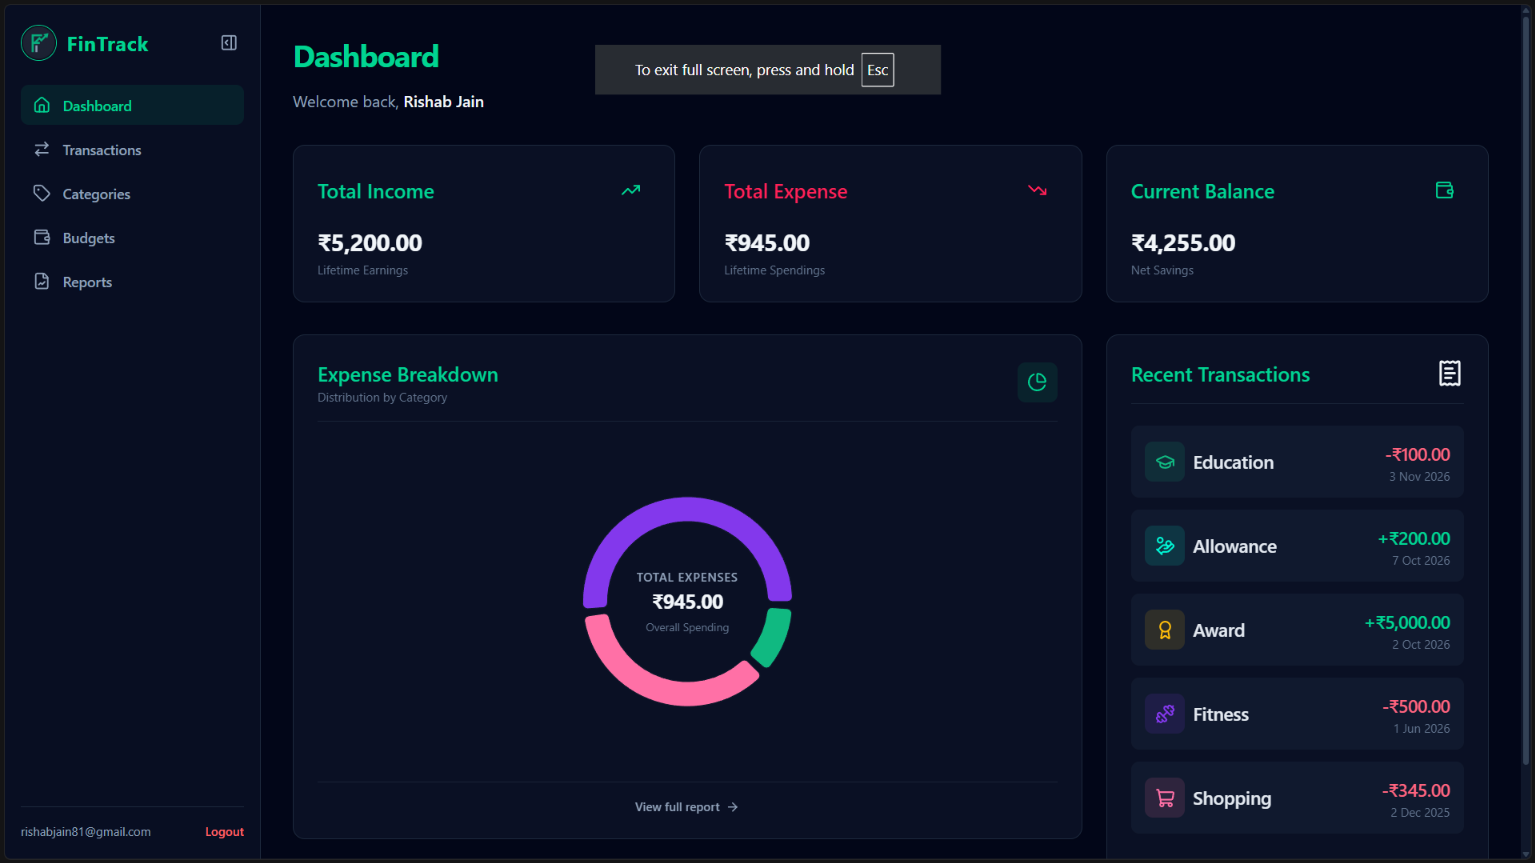 FinTrack
Dashboard
Transactions
Categories
Budgets
Reports
rishabjain81@gmail.com
Logout
Dashboard
Welcome back, Rishab Jain
To exit full screen, press and hold Esc
Total Income
₹5,200.00
Lifetime Earnings
Total Expense
₹945.00
Lifetime Spendings
Current Balance
₹4,255.00
Net Savings
Expense Breakdown
Distribution by Category
TOTAL EXPENSES
₹945.00
Overall Spending
View full report →
Recent Transactions
Education
-₹100.00
3 Nov 2026
Allowance
+₹200.00
7 Oct 2026
Award
+₹5,000.00
2 Oct 2026
Fitness
-₹500.00
1 Jun 2026
Shopping
-₹345.00
2 Dec 2025